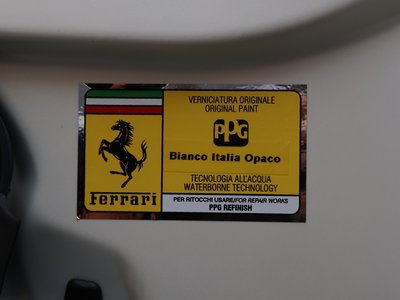 VERNICIATURA ORIGINALE
ORIGINAL PAINT
PPG
Bianco Italia Opaco
TECNOLOGIA ALL'ACQUA
WATERBORNE TECHNOLOGY
Ferrari
PER RITOCCHI USARE/FOR REPAIR WORKS
PPG REFINISH